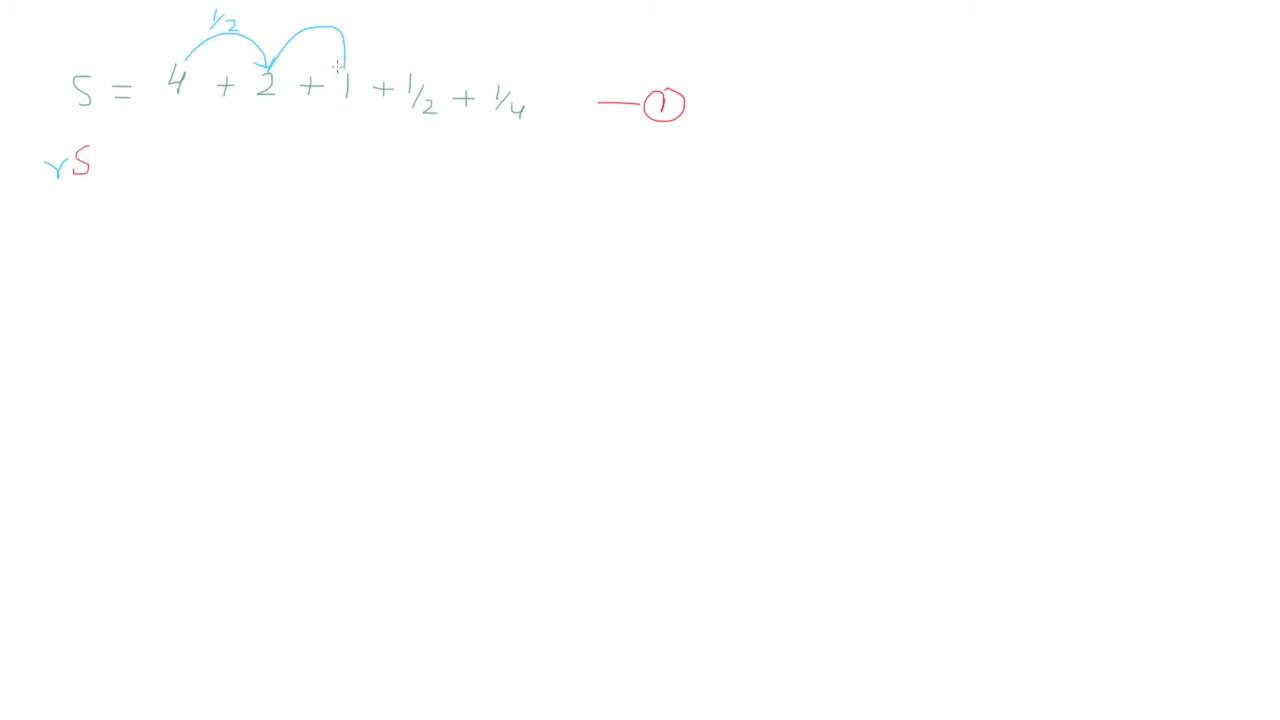 1/2
S = 4 + 2 + 1 + 1/2 + 1/4 — ①
rS